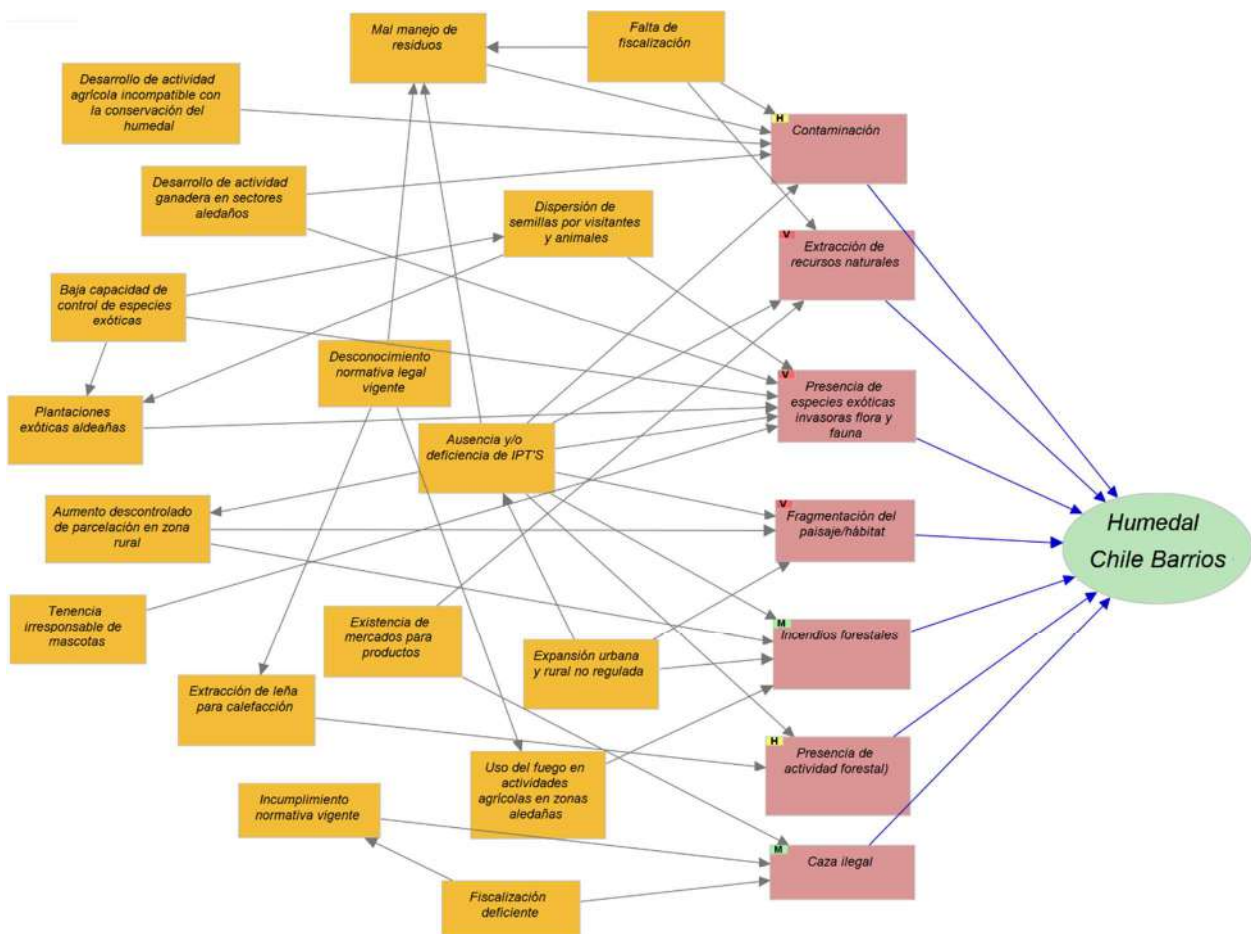 Mal manejo de
residuos
Falta de
fiscalización
Desarrollo de actividad
agrícola incompatible con
la conservación del
humedal
H
Contaminación
Desarrollo de actividad
ganadera en sectores
aledaños
Dispersión de
semillas por visitantes
y animales
V
Extracción de
recursos naturales
Baja capacidad de
control de especies
exóticas
Desconocimiento
normativa legal
vigente
V
Presencia de
especies exóticas
invasoras flora y
fauna
Plantaciones
exóticas aldeañas
Ausencia y/o
deficiencia de IPT'S
Aumento descontrolado
de parcelación en zona
rural
V
Fragmentación del
paisaje/hábitat
Humedal
Chile Barrios
Tenencia
irresponsable de
mascotas
Existencia de
mercados para
productos
Expansión urbana
y rural no regulada
M
Incendios forestales
Extracción de leña
para calefacción
Uso del fuego en
actividades
agrícolas en zonas
aledañas
H
Presencia de
actividad forestal)
Incumplimiento
normativa vigente
M
Caza ilegal
Fiscalización
deficiente